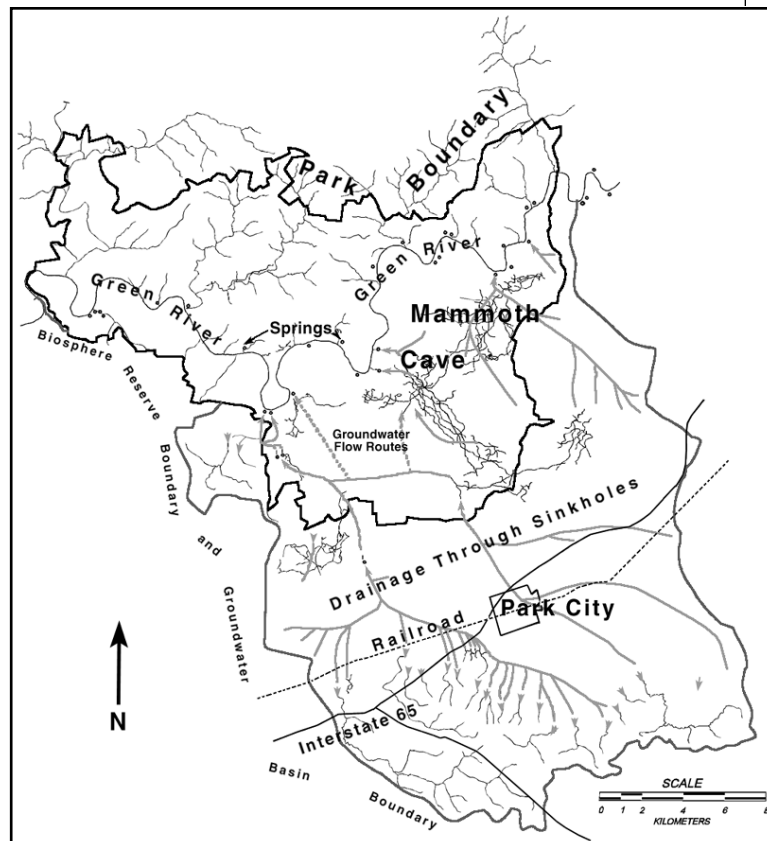 Park Boundary
Green River
Green River
Mammoth
Cave
Springs
Biosphere Reserve Boundary and Groundwater Basin Boundary
Groundwater
Flow Routes
Drainage Through Sinkholes
Park City
Railroad
Interstate 65
N
SCALE
0 1 2 4 6 8
KILOMETERS